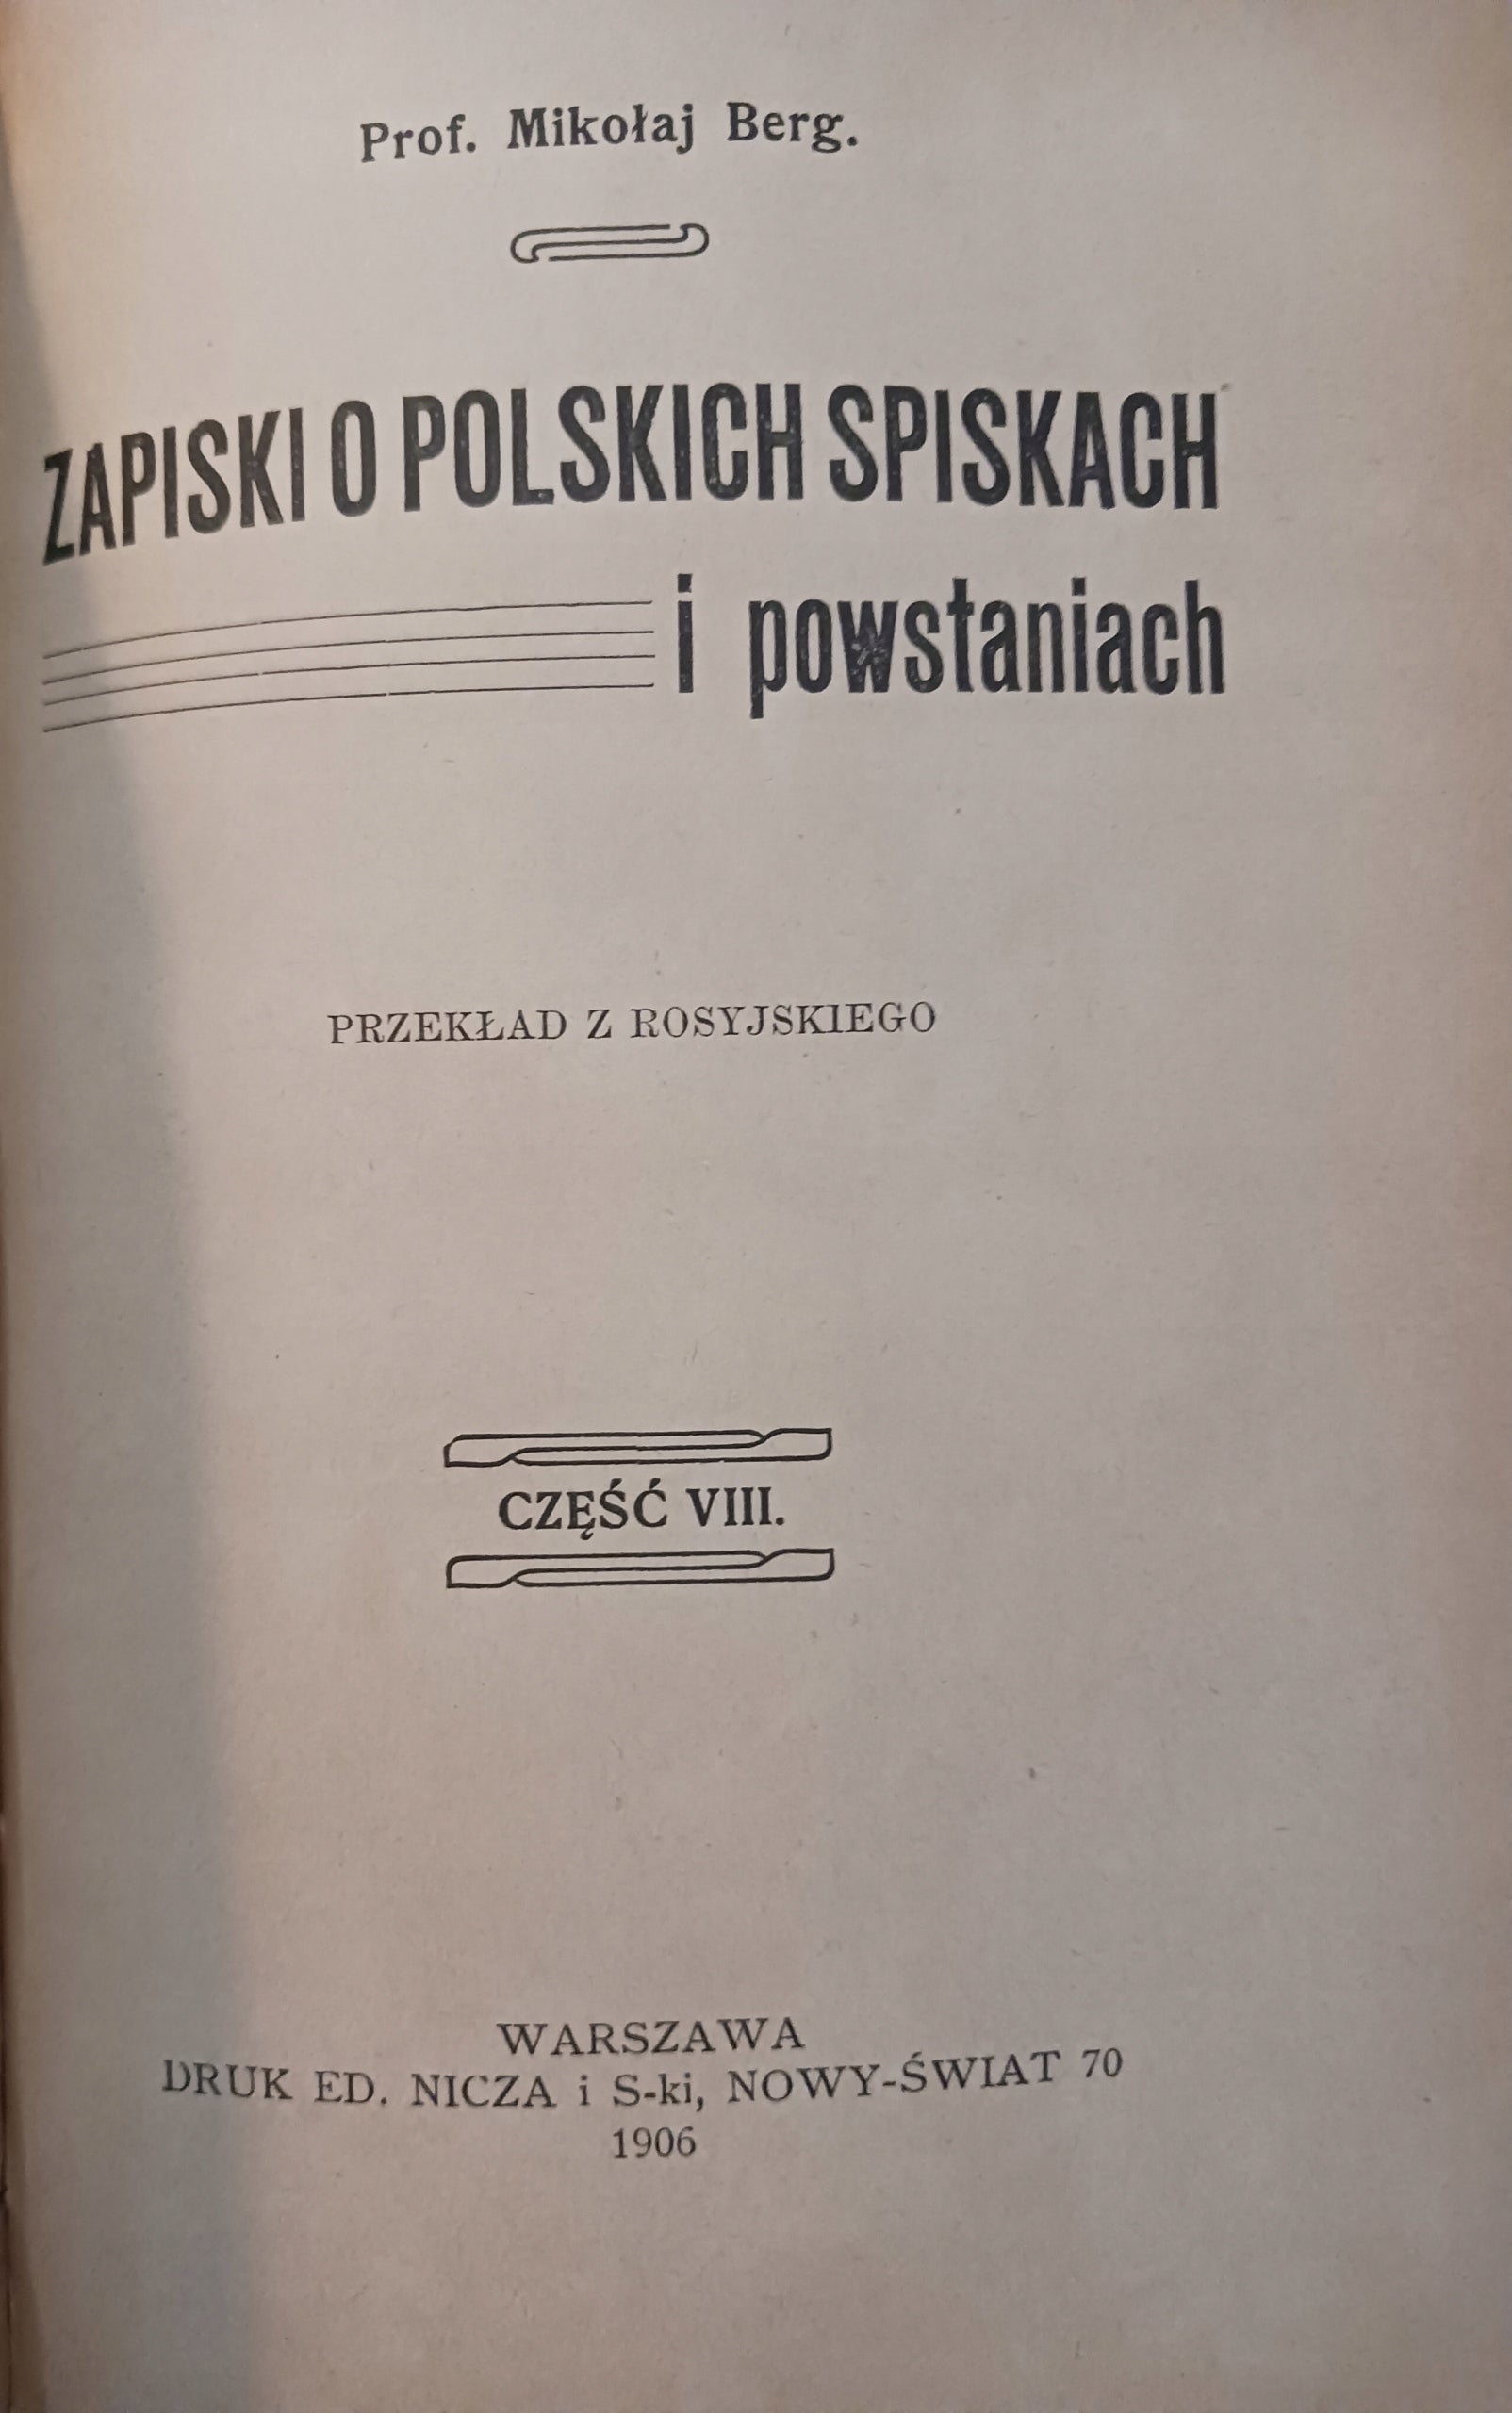 Prof. Mikołaj Berg.
ZAPISKI O POLSKICH SPISKACH
i powstaniach
PRZEKŁAD Z ROSYJSKIEGO
CZĘŚĆ VIII.
WARSZAWA
DRUK ED. NICZA i S-ki, NOWY-ŚWIAT 70
1906